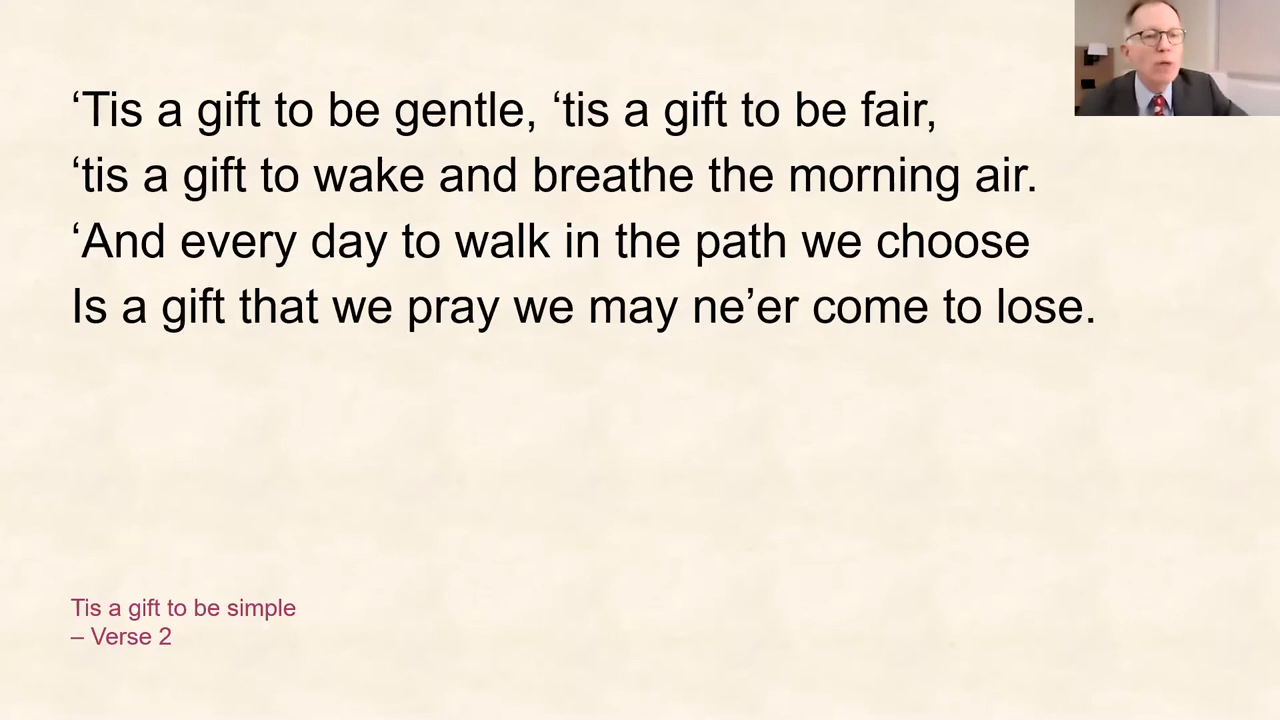 ‘Tis a gift to be gentle, ‘tis a gift to be fair,
‘tis a gift to wake and breathe the morning air.
‘And every day to walk in the path we choose
Is a gift that we pray we may ne’er come to lose.
Tis a gift to be simple
– Verse 2